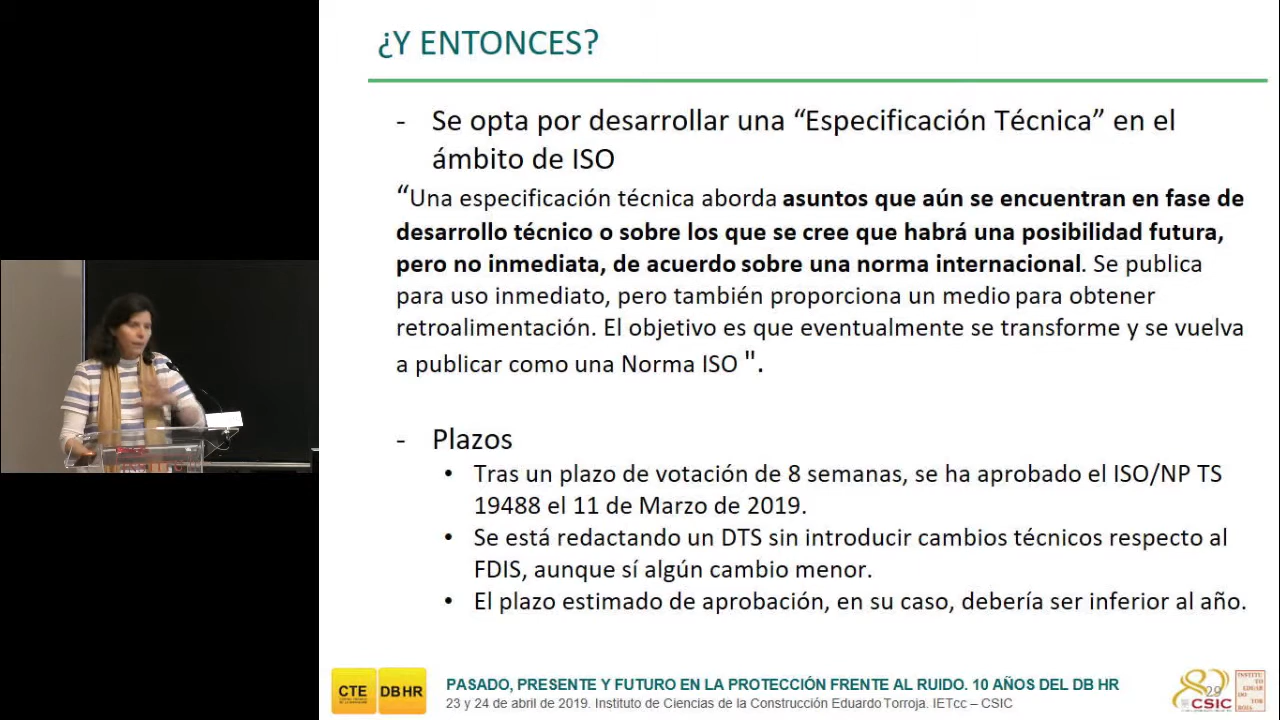 ¿Y ENTONCES?
- Se opta por desarrollar una “Especificación Técnica” en el
ámbito de ISO
“Una especificación técnica aborda asuntos que aún se encuentran en fase de
desarrollo técnico o sobre los que se cree que habrá una posibilidad futura,
pero no inmediata, de acuerdo sobre una norma internacional. Se publica
para uso inmediato, pero también proporciona un medio para obtener
retroalimentación. El objetivo es que eventualmente se transforme y se vuelva
a publicar como una Norma ISO ".
- Plazos
• Tras un plazo de votación de 8 semanas, se ha aprobado el ISO/NP TS
19488 el 11 de Marzo de 2019.
• Se está redactando un DTS sin introducir cambios técnicos respecto al
FDIS, aunque sí algún cambio menor.
• El plazo estimado de aprobación, en su caso, debería ser inferior al año.
CTE DB HR
PASADO, PRESENTE Y FUTURO EN LA PROTECCIÓN FRENTE AL RUIDO. 10 AÑOS DEL DB HR
23 y 24 de abril de 2019. Instituto de Ciencias de la Construcción Eduardo Torroja. IETcc – CSIC
29
CSIC